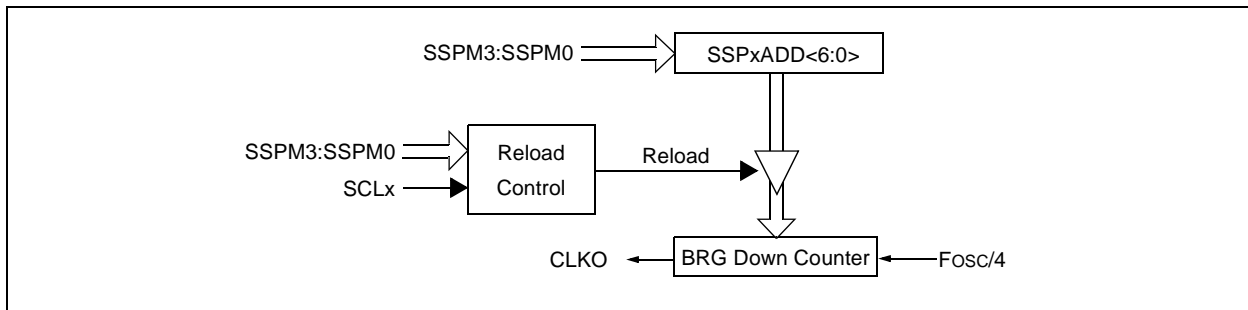 SSPM3:SSPM0
SSPxADD<6:0>
SSPM3:SSPM0
SCLx
Reload
Control
Reload
CLKO
BRG Down Counter
FOSC/4